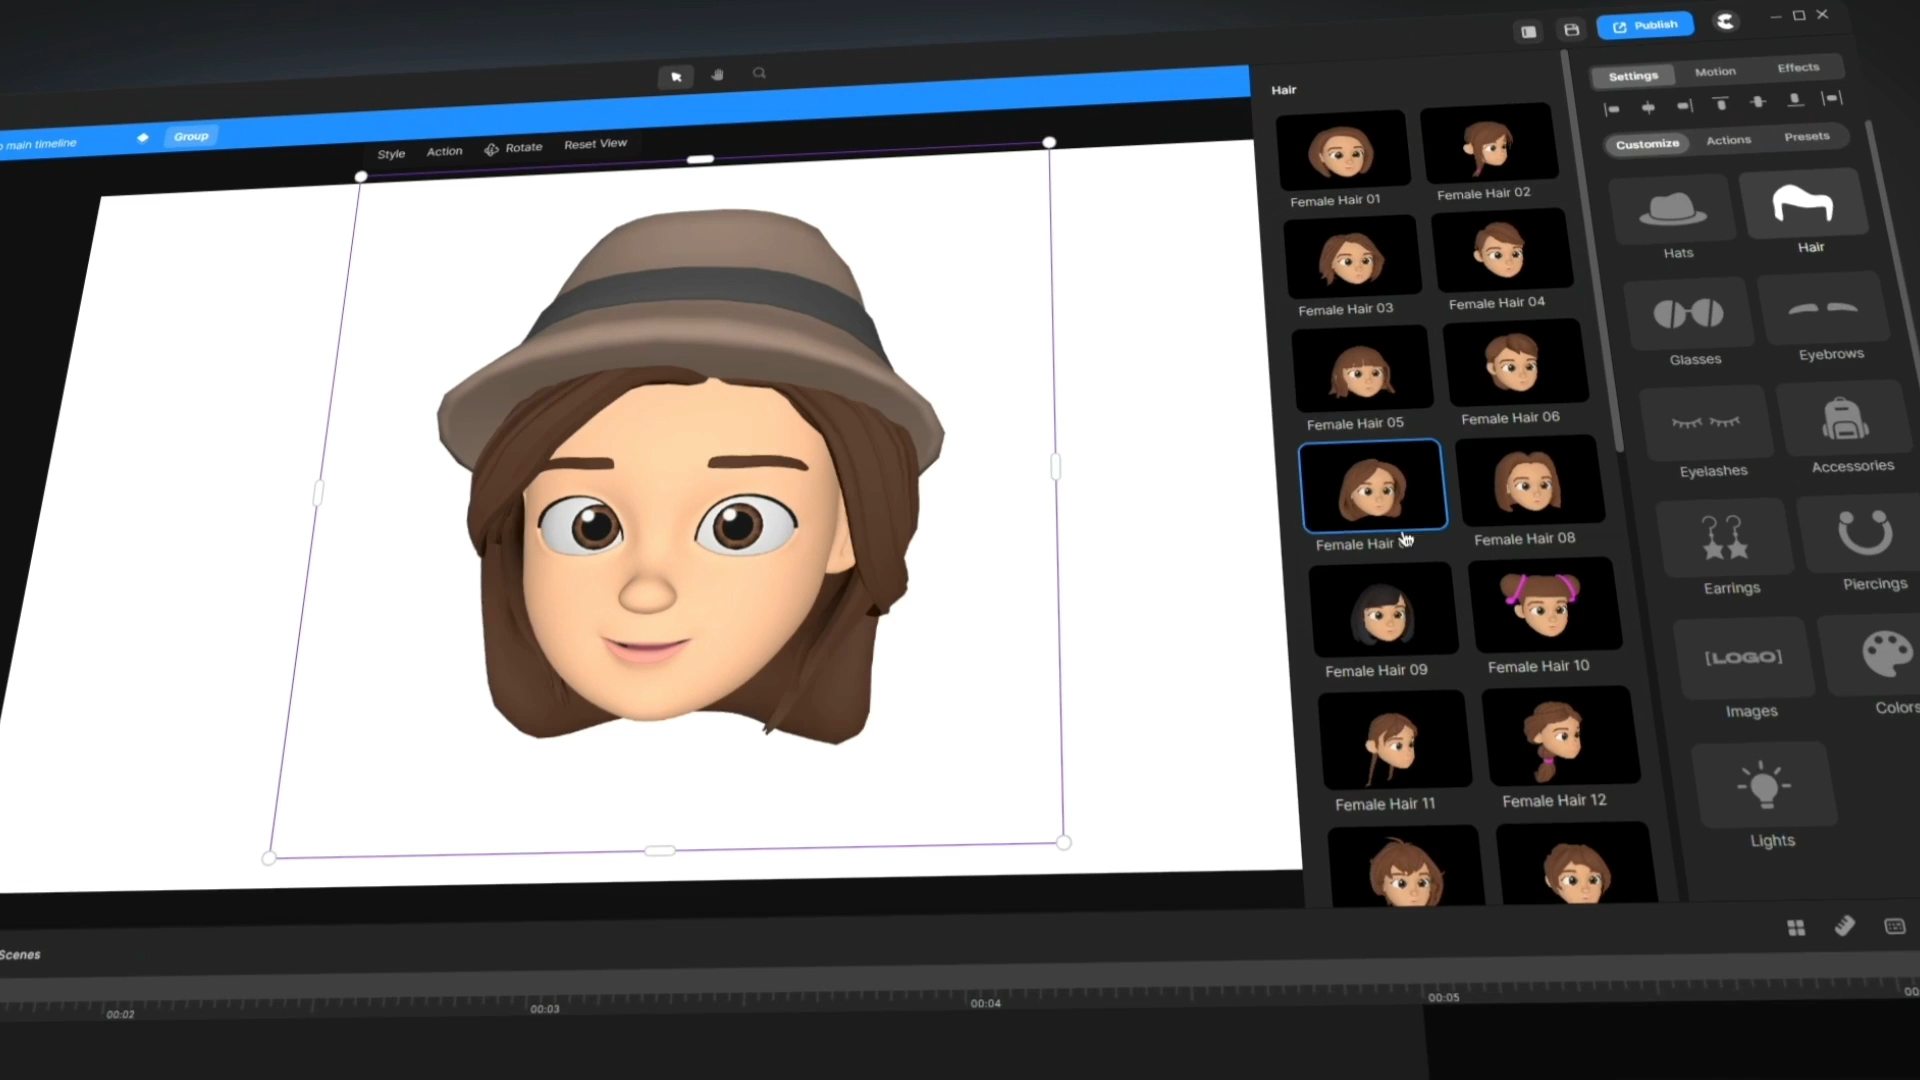 Publish
main timeline
Group
Style
Action
Rotate
Reset View
Hair
Female Hair 01
Female Hair 02
Female Hair 03
Female Hair 04
Female Hair 05
Female Hair 06
Female Hair
Female Hair 08
Female Hair 09
Female Hair 10
Female Hair 11
Female Hair 12
Settings
Motion
Effects
Customize
Actions
Presets
Hats
Hair
Glasses
Eyebrows
Eyelashes
Accessories
Earrings
Piercings
[LOGO]
Images
Colors
Lights
Scenes
00:02
00:03
00:04
00:05